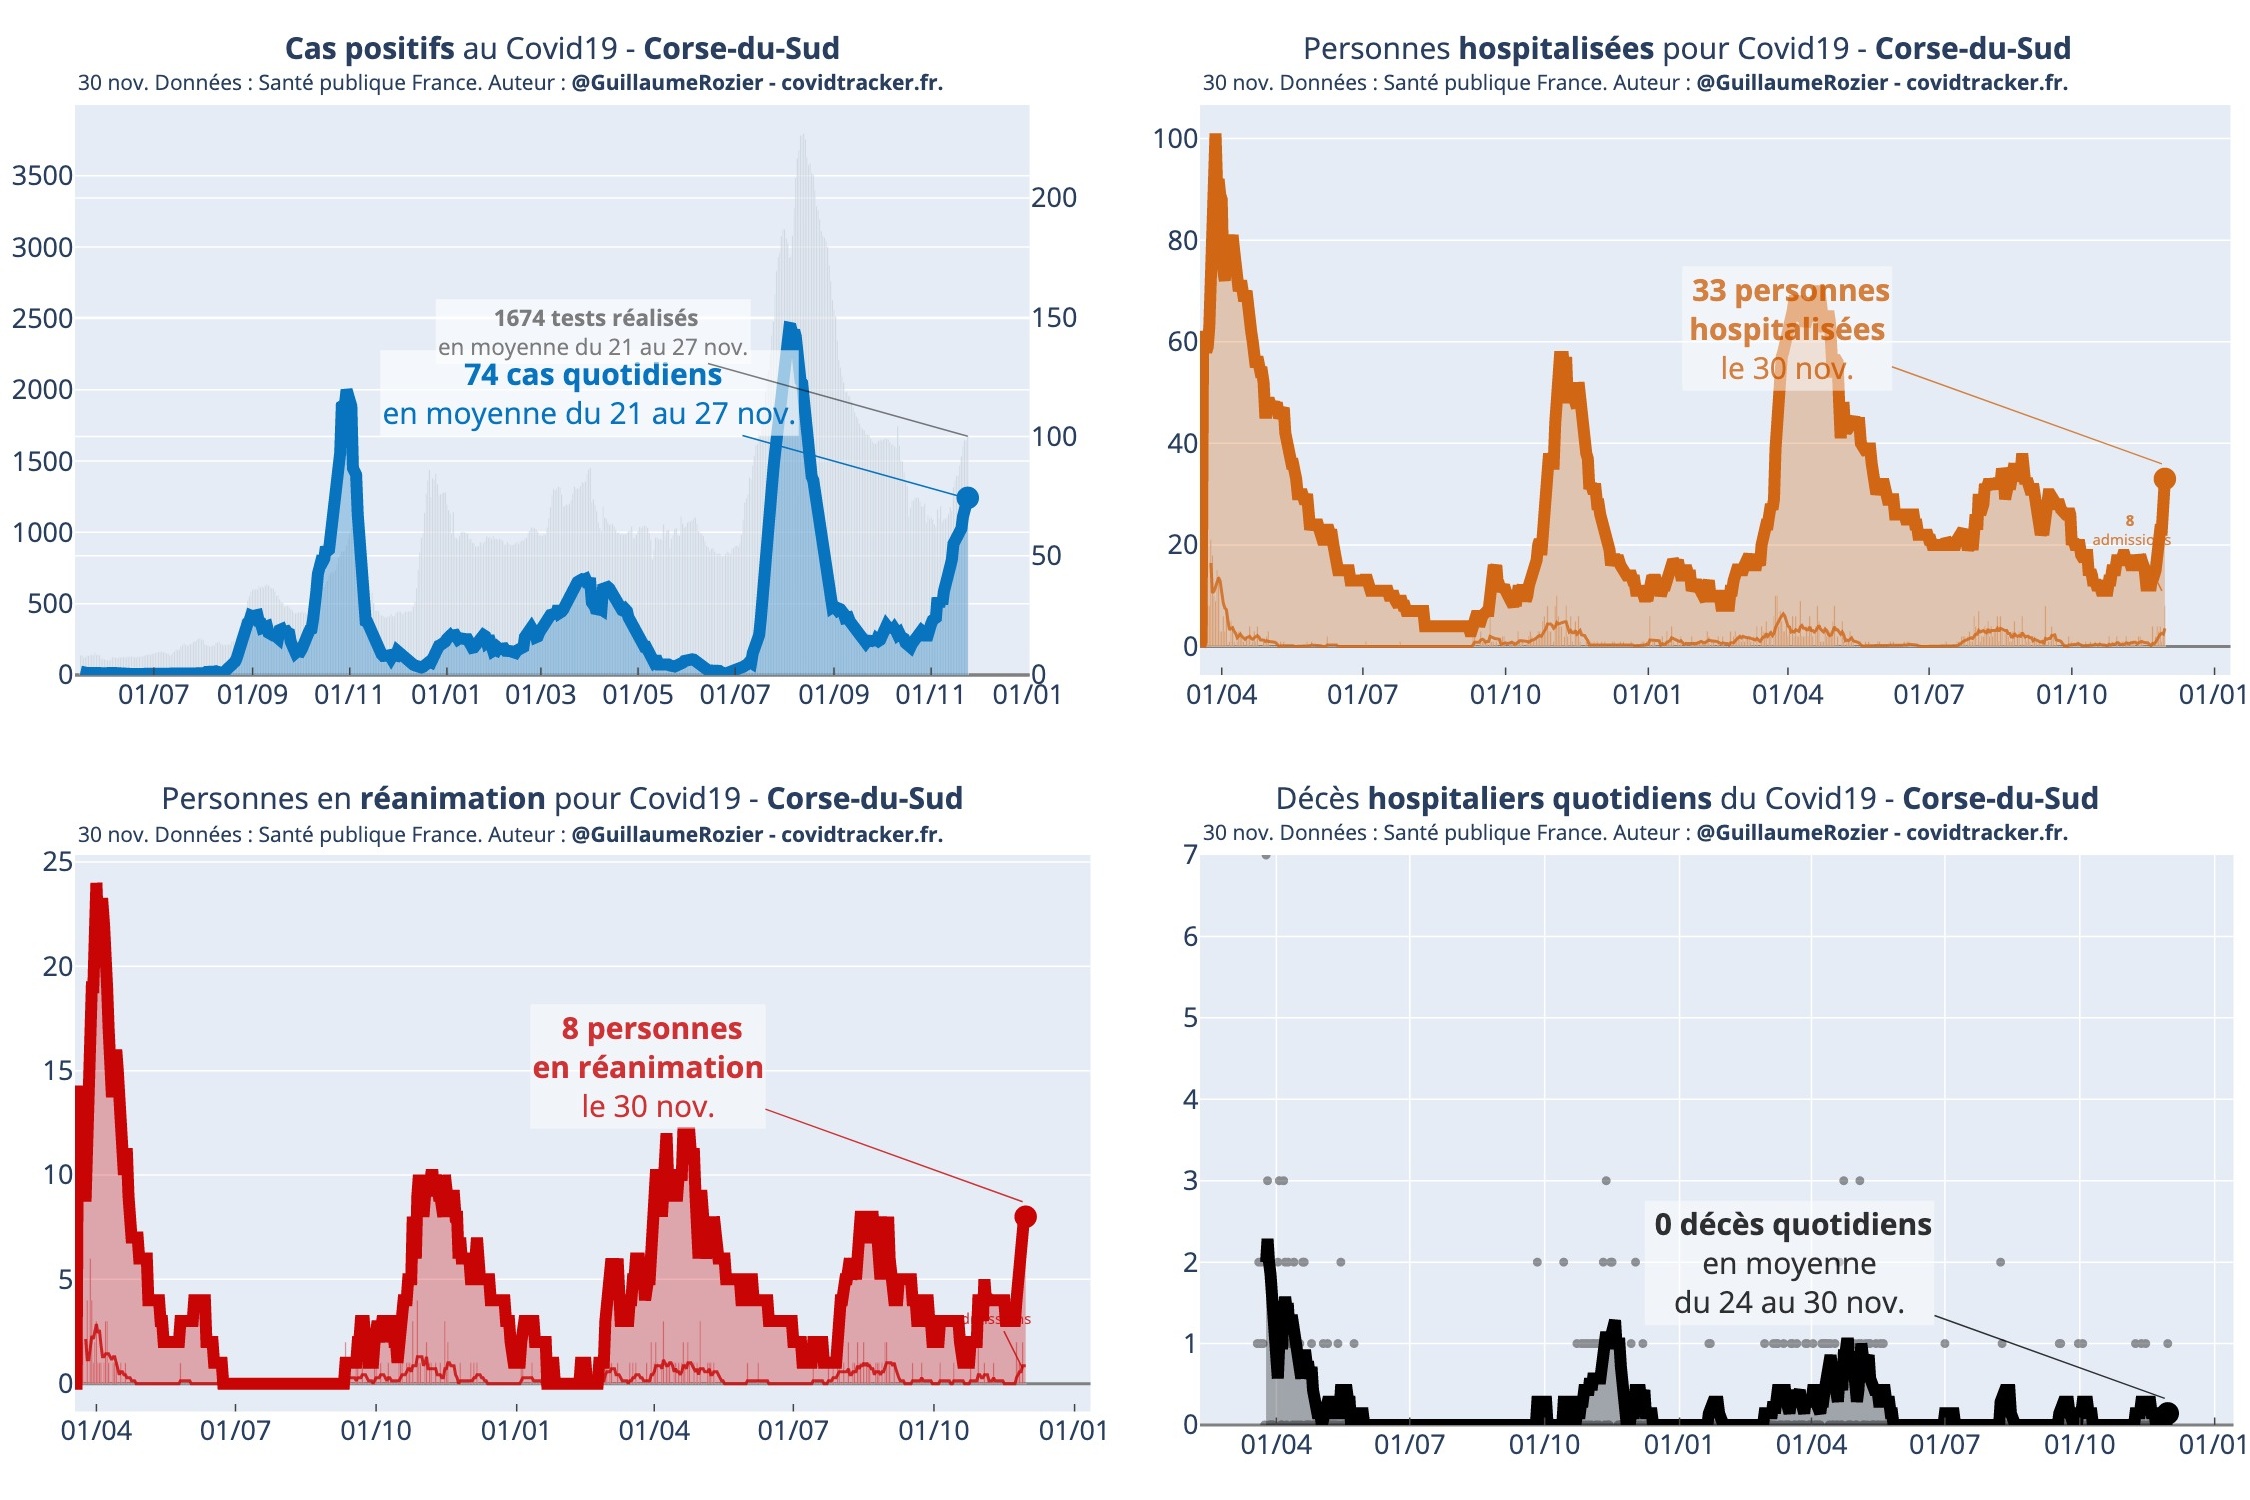 Cas positifs au Covid19 - Corse-du-Sud
30 nov. Données : Santé publique France. Auteur : @GuillaumeRozier - covidtracker.fr.
3500
3000
2500
2000
1500
1000
500
0
200
150
100
50
0
1674 tests réalisés
en moyenne du 21 au 27 nov.
74 cas quotidiens
en moyenne du 21 au 27 nov.
01/07 01/09 01/11 01/01 01/03 01/05 01/07 01/09 01/11 01/01
Personnes hospitalisées pour Covid19 - Corse-du-Sud
30 nov. Données : Santé publique France. Auteur : @GuillaumeRozier - covidtracker.fr.
100
80
60
40
20
0
33 personnes
hospitalisées
le 30 nov.
8
admissions
01/04 01/07 01/10 01/01 01/04 01/07 01/10 01/01
Personnes en réanimation pour Covid19 - Corse-du-Sud
30 nov. Données : Santé publique France. Auteur : @GuillaumeRozier - covidtracker.fr.
25
20
15
10
5
0
8 personnes
en réanimation
le 30 nov.
01/04 01/07 01/10 01/01 01/04 01/07 01/10 01/01
Décès hospitaliers quotidiens du Covid19 - Corse-du-Sud
30 nov. Données : Santé publique France. Auteur : @GuillaumeRozier - covidtracker.fr.
7
6
5
4
3
2
1
0
0 décès quotidiens
en moyenne
du 24 au 30 nov.
01/04 01/07 01/10 01/01 01/04 01/07 01/10 01/01